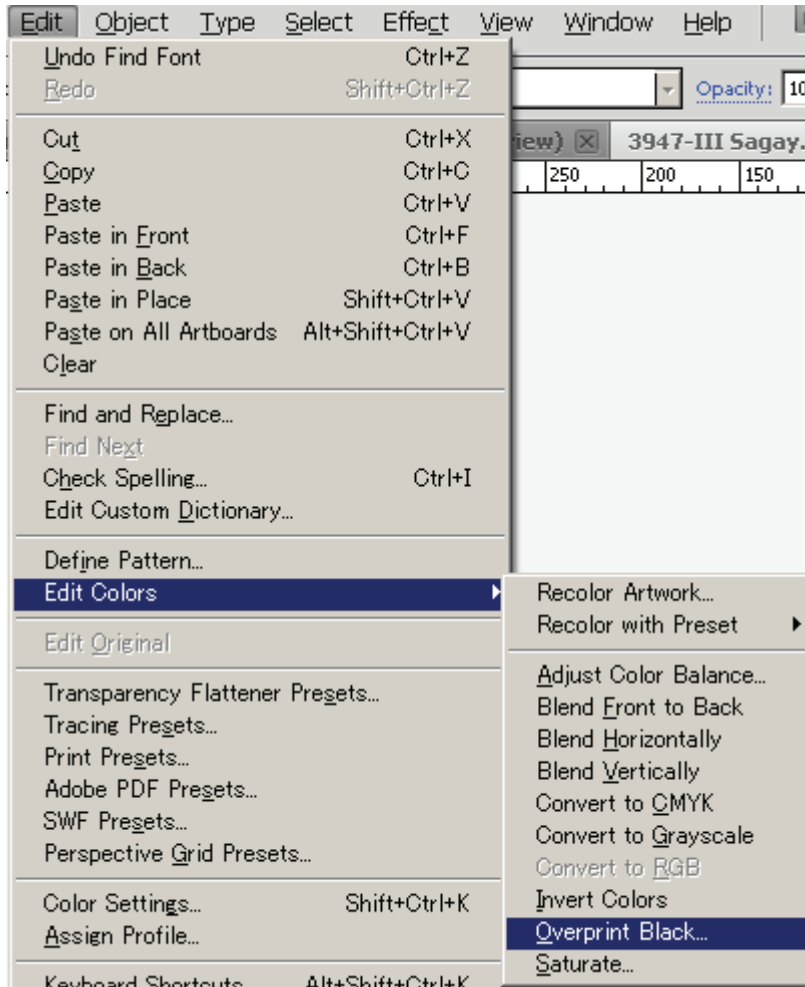 Edit Object Type Select Effect View Window Help
Undo Find Font Ctrl+Z
Redo Shift+Ctrl+Z
Opacity: 10
Cut Ctrl+X
iew) 3947-III Sagay.
Copy Ctrl+C
250 200 150
Paste Ctrl+V
Paste in Front Ctrl+F
Paste in Back Ctrl+B
Paste in Place Shift+Ctrl+V
Paste on All Artboards Alt+Shift+Ctrl+V
Clear
Find and Replace...
Find Next
Check Spelling... Ctrl+I
Edit Custom Dictionary...
Define Pattern...
Edit Colors
Edit Original
Transparency Flattener Presets...
Tracing Presets...
Print Presets...
Adobe PDF Presets...
SWF Presets...
Perspective Grid Presets...
Color Settings... Shift+Ctrl+K
Assign Profile...
Keyboard Shortcuts Alt+Shift+Ctrl+K
Recolor Artwork...
Recolor with Preset
Adjust Color Balance...
Blend Front to Back
Blend Horizontally
Blend Vertically
Convert to CMYK
Convert to Grayscale
Convert to RGB
Invert Colors
Overprint Black...
Saturate...